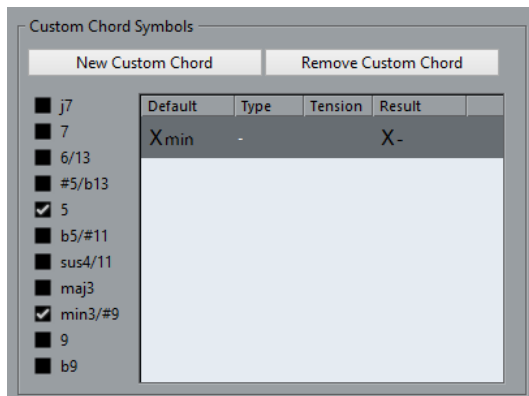 Custom Chord Symbols
New Custom Chord Remove Custom Chord
j7
7
6/13
#5/b13
5
b5/#11
sus4/11
maj3
min3/#9
9
b9
Default Type Tension Result
Xmin - X-